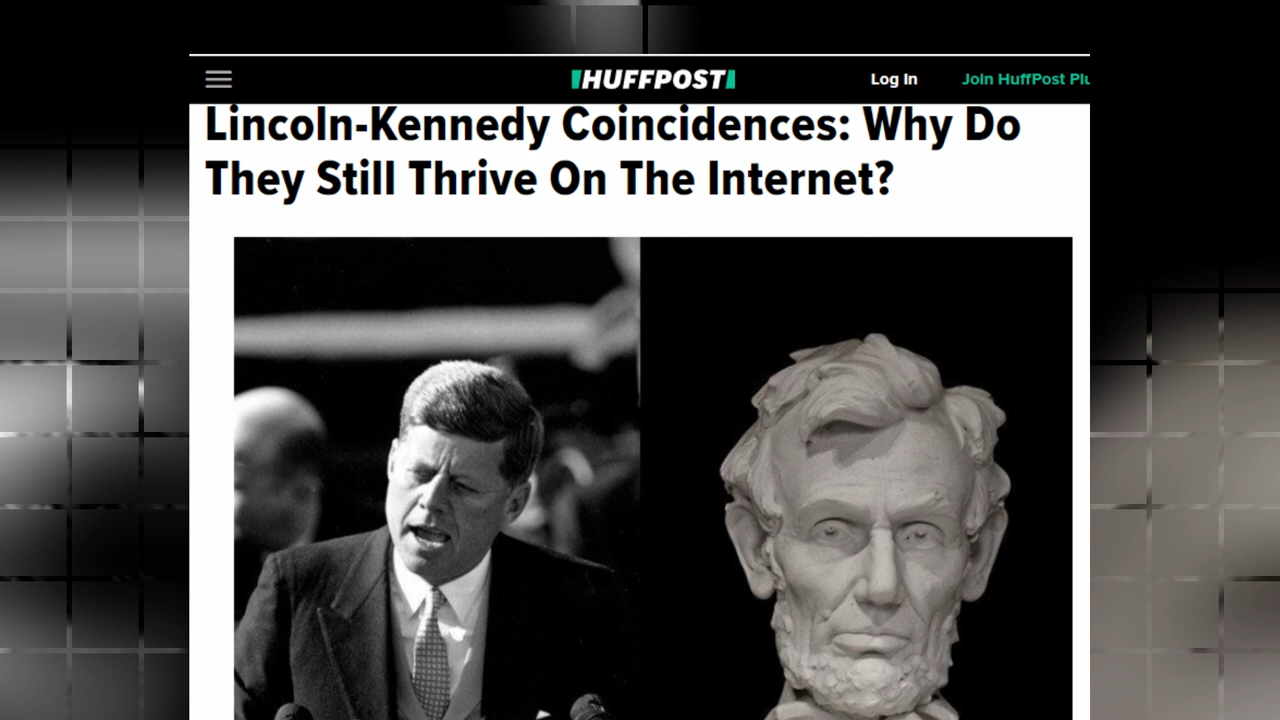 HUFFPOST
Log In
Join HuffPost Plu
Lincoln-Kennedy Coincidences: Why Do
They Still Thrive On The Internet?